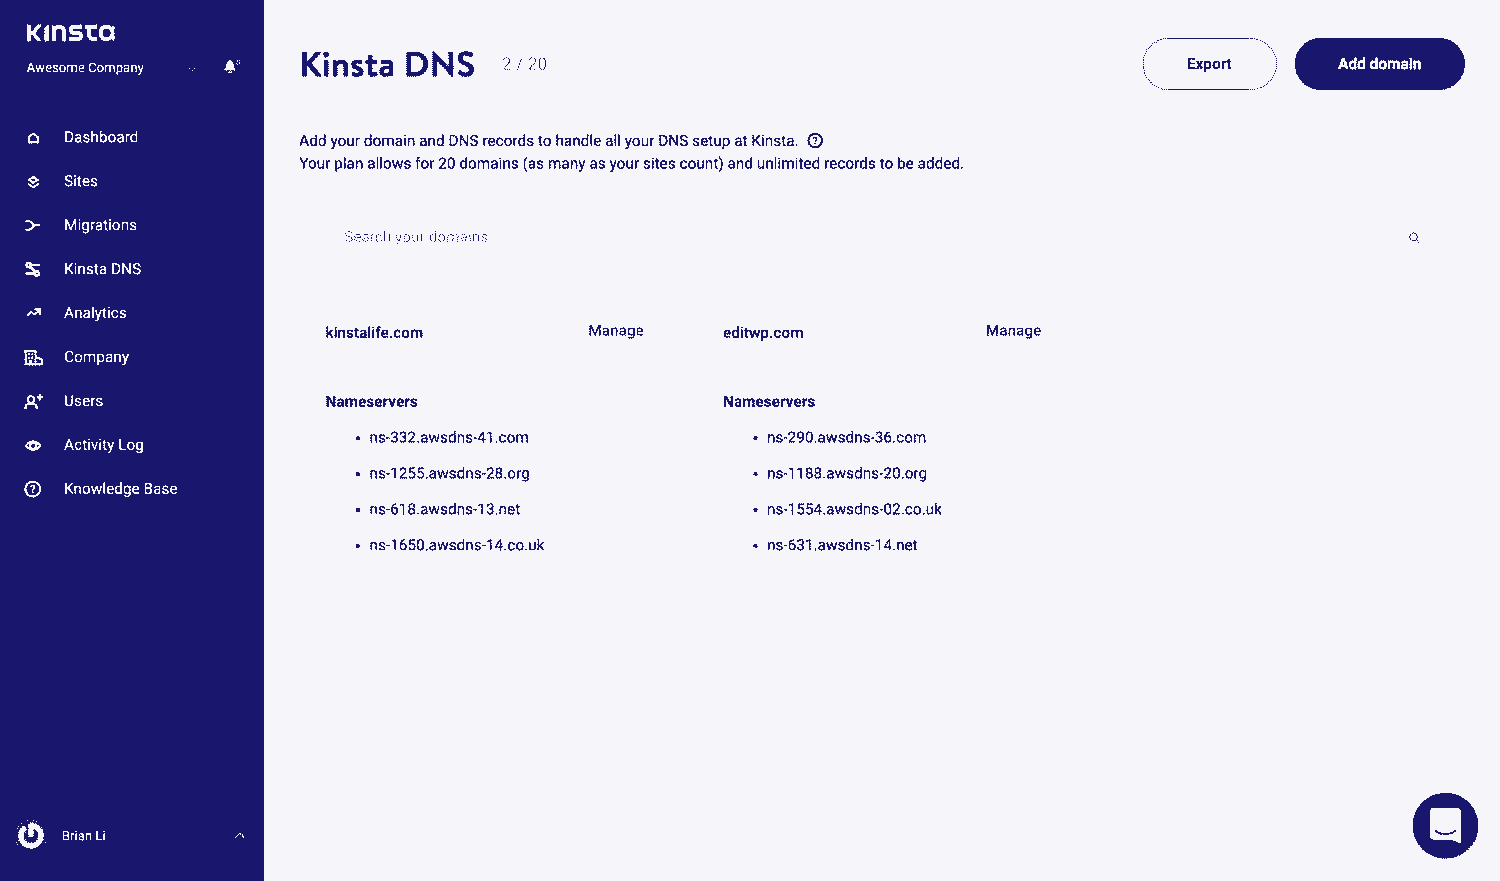 KINSTA
Awesome Company
Dashboard
Sites
Migrations
Kinsta DNS
Analytics
Company
Users
Activity Log
Knowledge Base
Brian Li
Kinsta DNS 2 / 20
Export
Add domain
Add your domain and DNS records to handle all your DNS setup at Kinsta.
Your plan allows for 20 domains (as many as your sites count) and unlimited records to be added.
Search your domains
kinstalife.com
Manage
Nameservers
• ns-332.awsdns-41.com
• ns-1255.awsdns-28.org
• ns-618.awsdns-13.net
• ns-1650.awsdns-14.co.uk
editwp.com
Manage
Nameservers
• ns-290.awsdns-36.com
• ns-1188.awsdns-20.org
• ns-1554.awsdns-02.co.uk
• ns-631.awsdns-14.net